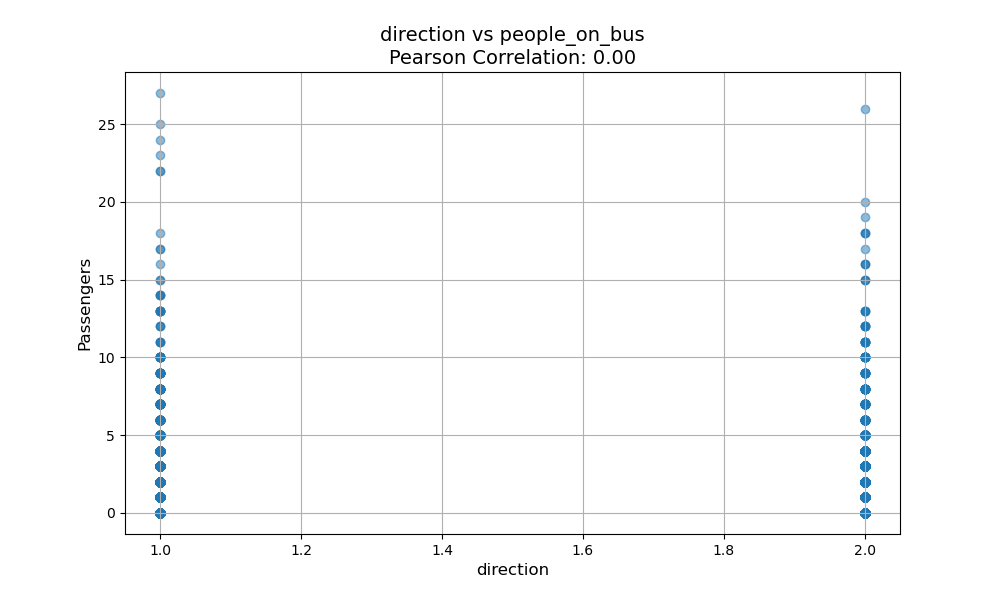 direction vs people_on_bus
Pearson Correlation: 0.00
Passengers
25
20
15
10
5
0
1.0 1.2 1.4 1.6 1.8 2.0
direction